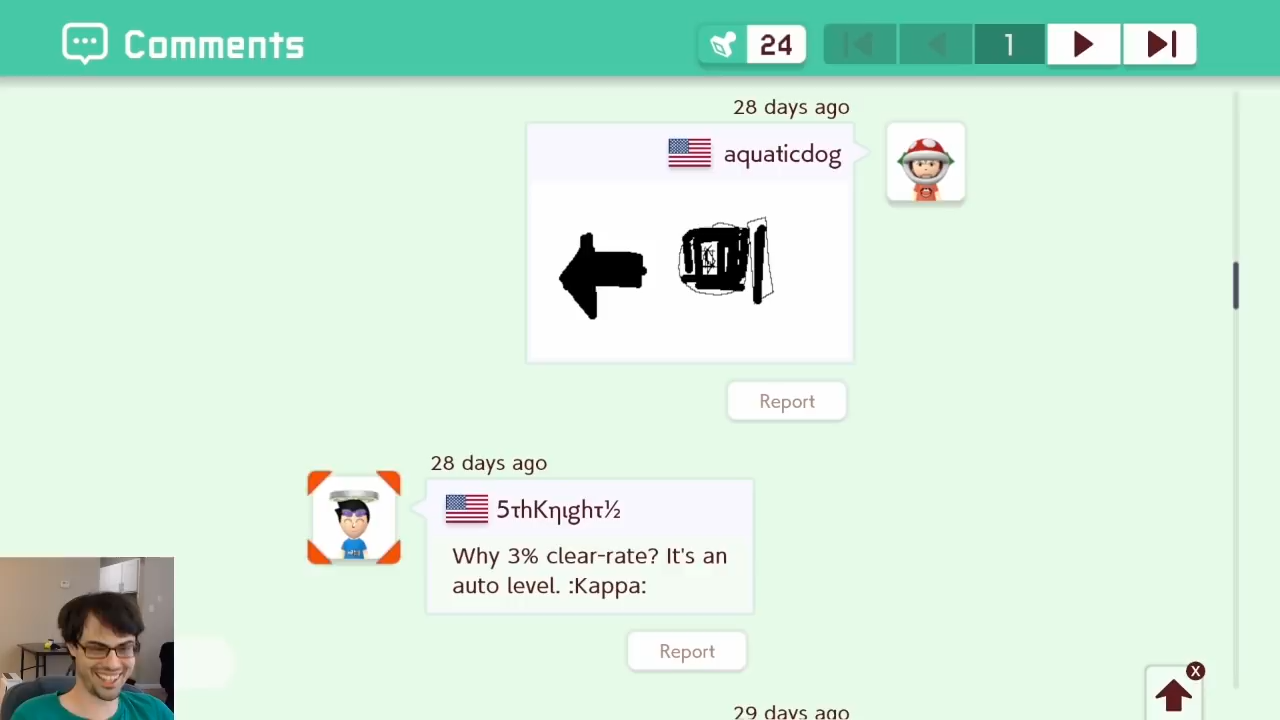 Comments
24
1
28 days ago
aquaticdog
Report
28 days ago
5τhKηιghτ½
Why 3% clear-rate? It's an
auto level. :Kappa:
Report
29 days ago
X